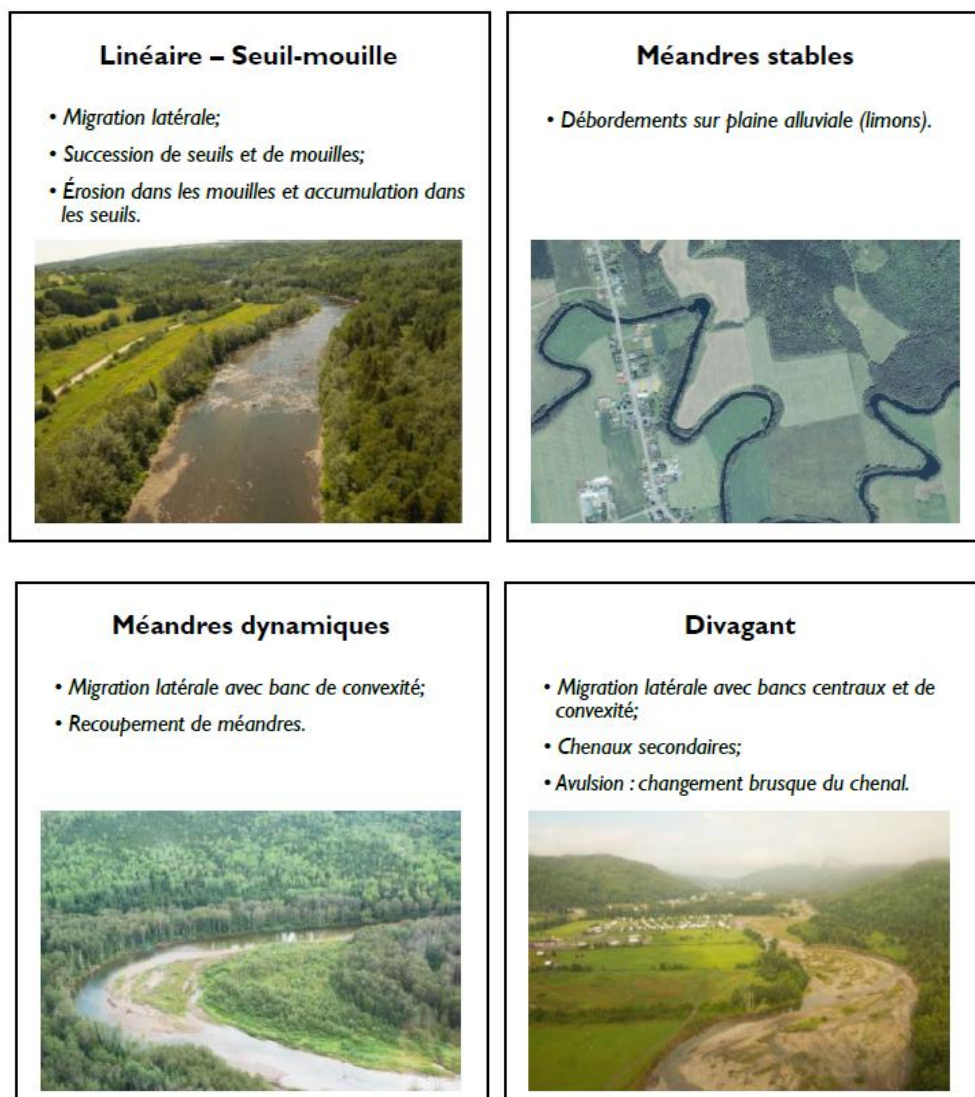 Linéaire – Seuil-mouille
• Migration latérale;
• Succession de seuils et de mouilles;
• Érosion dans les mouilles et accumulation dans
les seuils.
Méandres stables
• Débordements sur plaine alluviale (limons).
Méandres dynamiques
• Migration latérale avec banc de convexité;
• Recoupement de méandres.
Divagant
• Migration latérale avec bancs centraux et de
convexité;
• Chenaux secondaires;
• Avulsion : changement brusque du chenal.